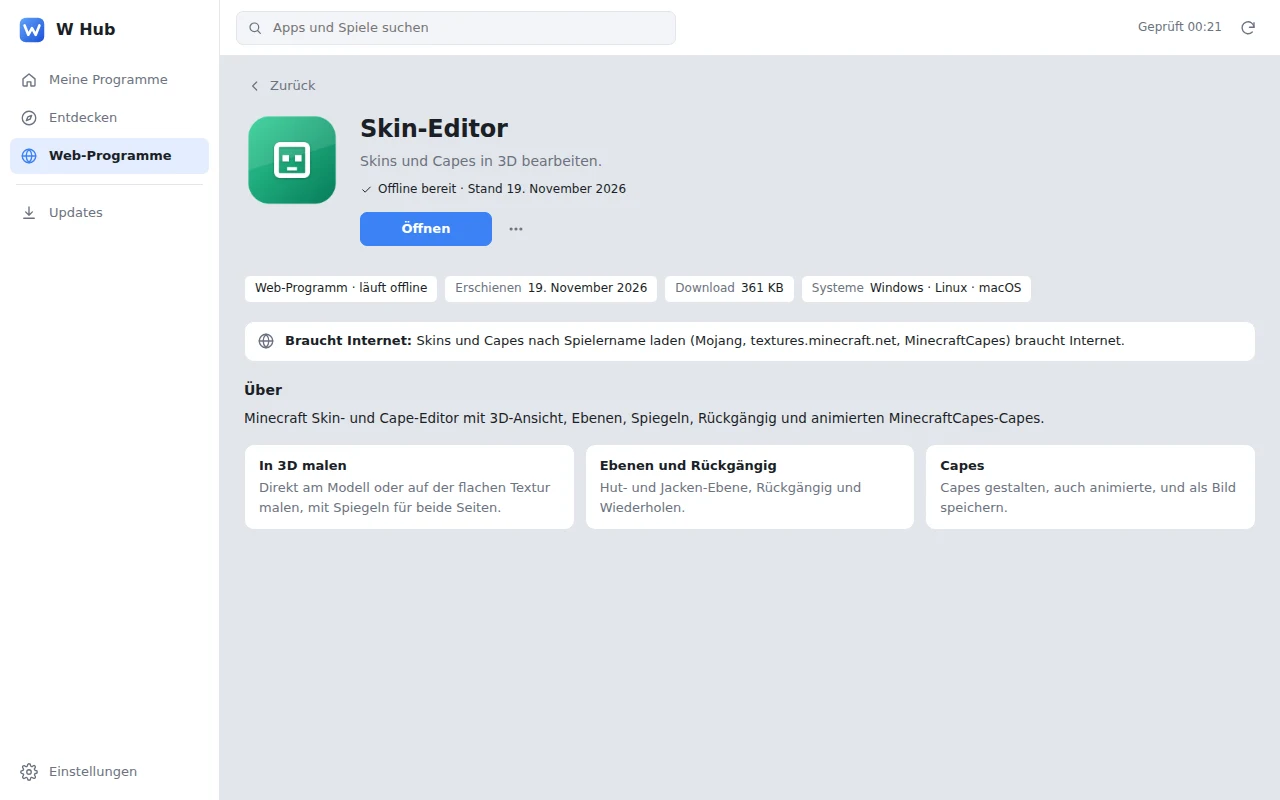 W Hub
Apps und Spiele suchen
Geprüft 00:21
Meine Programme
Entdecken
Web-Programme
Updates
Einstellungen
Zurück
Skin-Editor
Skins und Capes in 3D bearbeiten.
Offline bereit · Stand 19. November 2026
Öffnen
Web-Programm · läuft offline
Erschienen 19. November 2026
Download 361 KB
Systeme Windows · Linux · macOS
Braucht Internet: Skins und Capes nach Spielername laden (Mojang, textures.minecraft.net, MinecraftCapes) braucht Internet.
Über
Minecraft Skin- und Cape-Editor mit 3D-Ansicht, Ebenen, Spiegeln, Rückgängig und animierten MinecraftCapes-Capes.
In 3D malen
Direkt am Modell oder auf der flachen Textur
malen, mit Spiegeln für beide Seiten.
Ebenen und Rückgängig
Hut- und Jacken-Ebene, Rückgängig und
Wiederholen.
Capes
Capes gestalten, auch animierte, und als Bild
speichern.